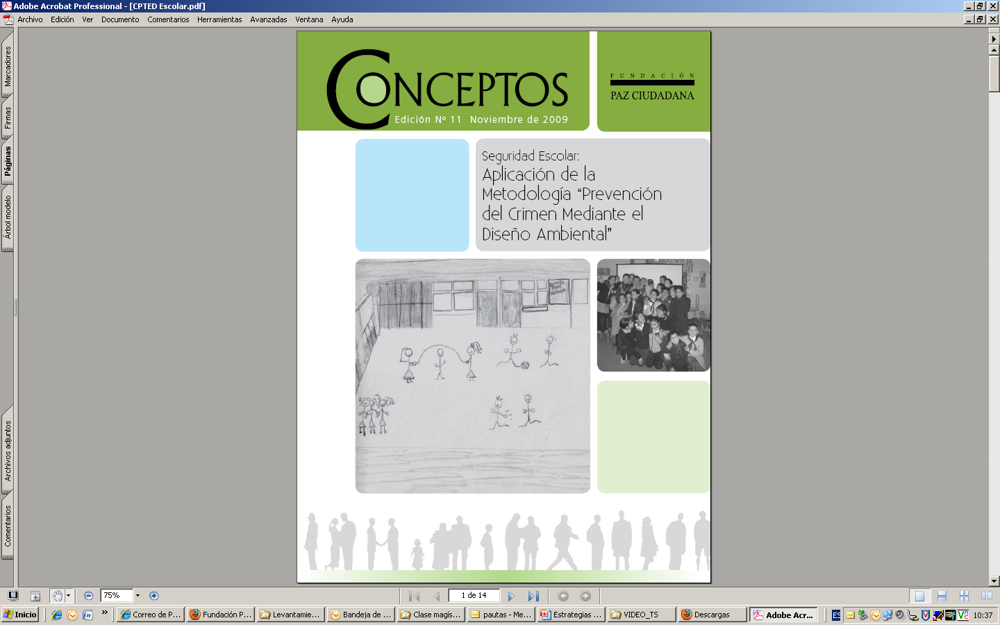 Adobe Acrobat Professional - [CPTED Escolar.pdf]
Archivo Edición Ver Documento Comentarios Herramientas Avanzadas Ventana Ayuda
Marcadores
Firmas
Páginas
Árbol modelo
Archivos adjuntos
Comentarios
CONCEPTOS
Edición Nº 11 Noviembre de 2009
FUNDACIÓN
PAZ CIUDADANA
Seguridad Escolar:
Aplicación de la
Metodología “Prevención
del Crimen Mediante el
Diseño Ambiental”
75%
1 de 14
Inicio
»
Correo de P...
Fundación P...
Levantamie...
Bandeja de ...
Clase magís...
pautas - Me...
Estrategias ...
VIDEO_TS
Descargas
Adobe Acr...
ES
10:37